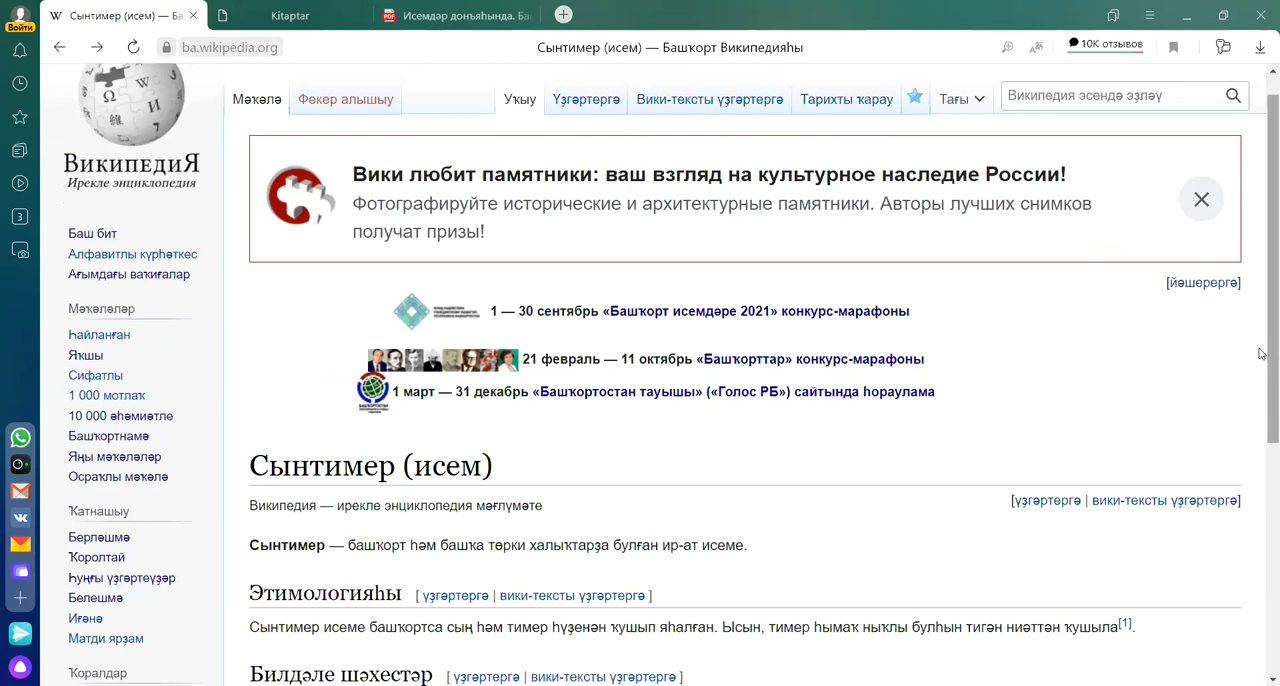 Войти
Сынтимер (исем) — Ба
Kitaptar
PDF
Исемдәр донъяһында. Ба
ba.wikipedia.org
Сынтимер (исем) — Башҡорт Википедияһы
10K отзывов
3
ВикипедиЯ
Ирекле энциклопедия
Мәҡәлә
Фекер алышыу
Уҡыу
Үҙгәртергә
Вики-тексты үҙгәртергә
Тарихты ҡарау
Тағы
Википедия эсендә эҙләү
Вики любит памятники: ваш взгляд на культурное наследие России!
Фотографируйте исторические и архитектурные памятники. Авторы лучших снимков
получат призы!
[йәшерергә]
1 — 30 сентябрь «Башҡорт исемдәре 2021» конкурс-марафоны
21 февраль — 11 октябрь «Башҡорттар» конкурс-марафоны
1 март — 31 декабрь «Башҡортостан тауышы» («Голос РБ») сайтында һораулама
Баш бит
Алфавитлы күрһәткес
Ағымдағы ваҡиғалар
Мәҡәләләр
Һайланған
Яҡшы
Сифатлы
1 000 мотлаҡ
10 000 әһәмиәтле
Башҡортнамә
Яңы мәҡәләләр
Осраҡлы мәҡәлә
Ҡатнашыу
Берләшмә
Ҡоролтай
Һуңғы үҙгәртеүҙәр
Белешмә
Иғәнә
Матди ярҙам
Ҡоралдар
Сынтимер (исем)
Википедия — ирекле энциклопедия мәғлүмәте
[үҙгәртергә | вики-тексты үҙгәртергә]
Сынтимер — башҡорт һәм башҡа төрки халыҡтарҙа булған ир-ат исеме.
Этимологияһы [ үҙгәртергә | вики-тексты үҙгәртергә ]
Сынтимер исеме башҡортса сың һәм тимер һүҙенән ҡушып яһалған. Ысын, тимер һымаҡ ныҡлы булһын тигән ниәттән ҡушыла[1].
Билдәле шәхестәр [ үҙгәртергә | вики-тексты үҙгәртергә ]